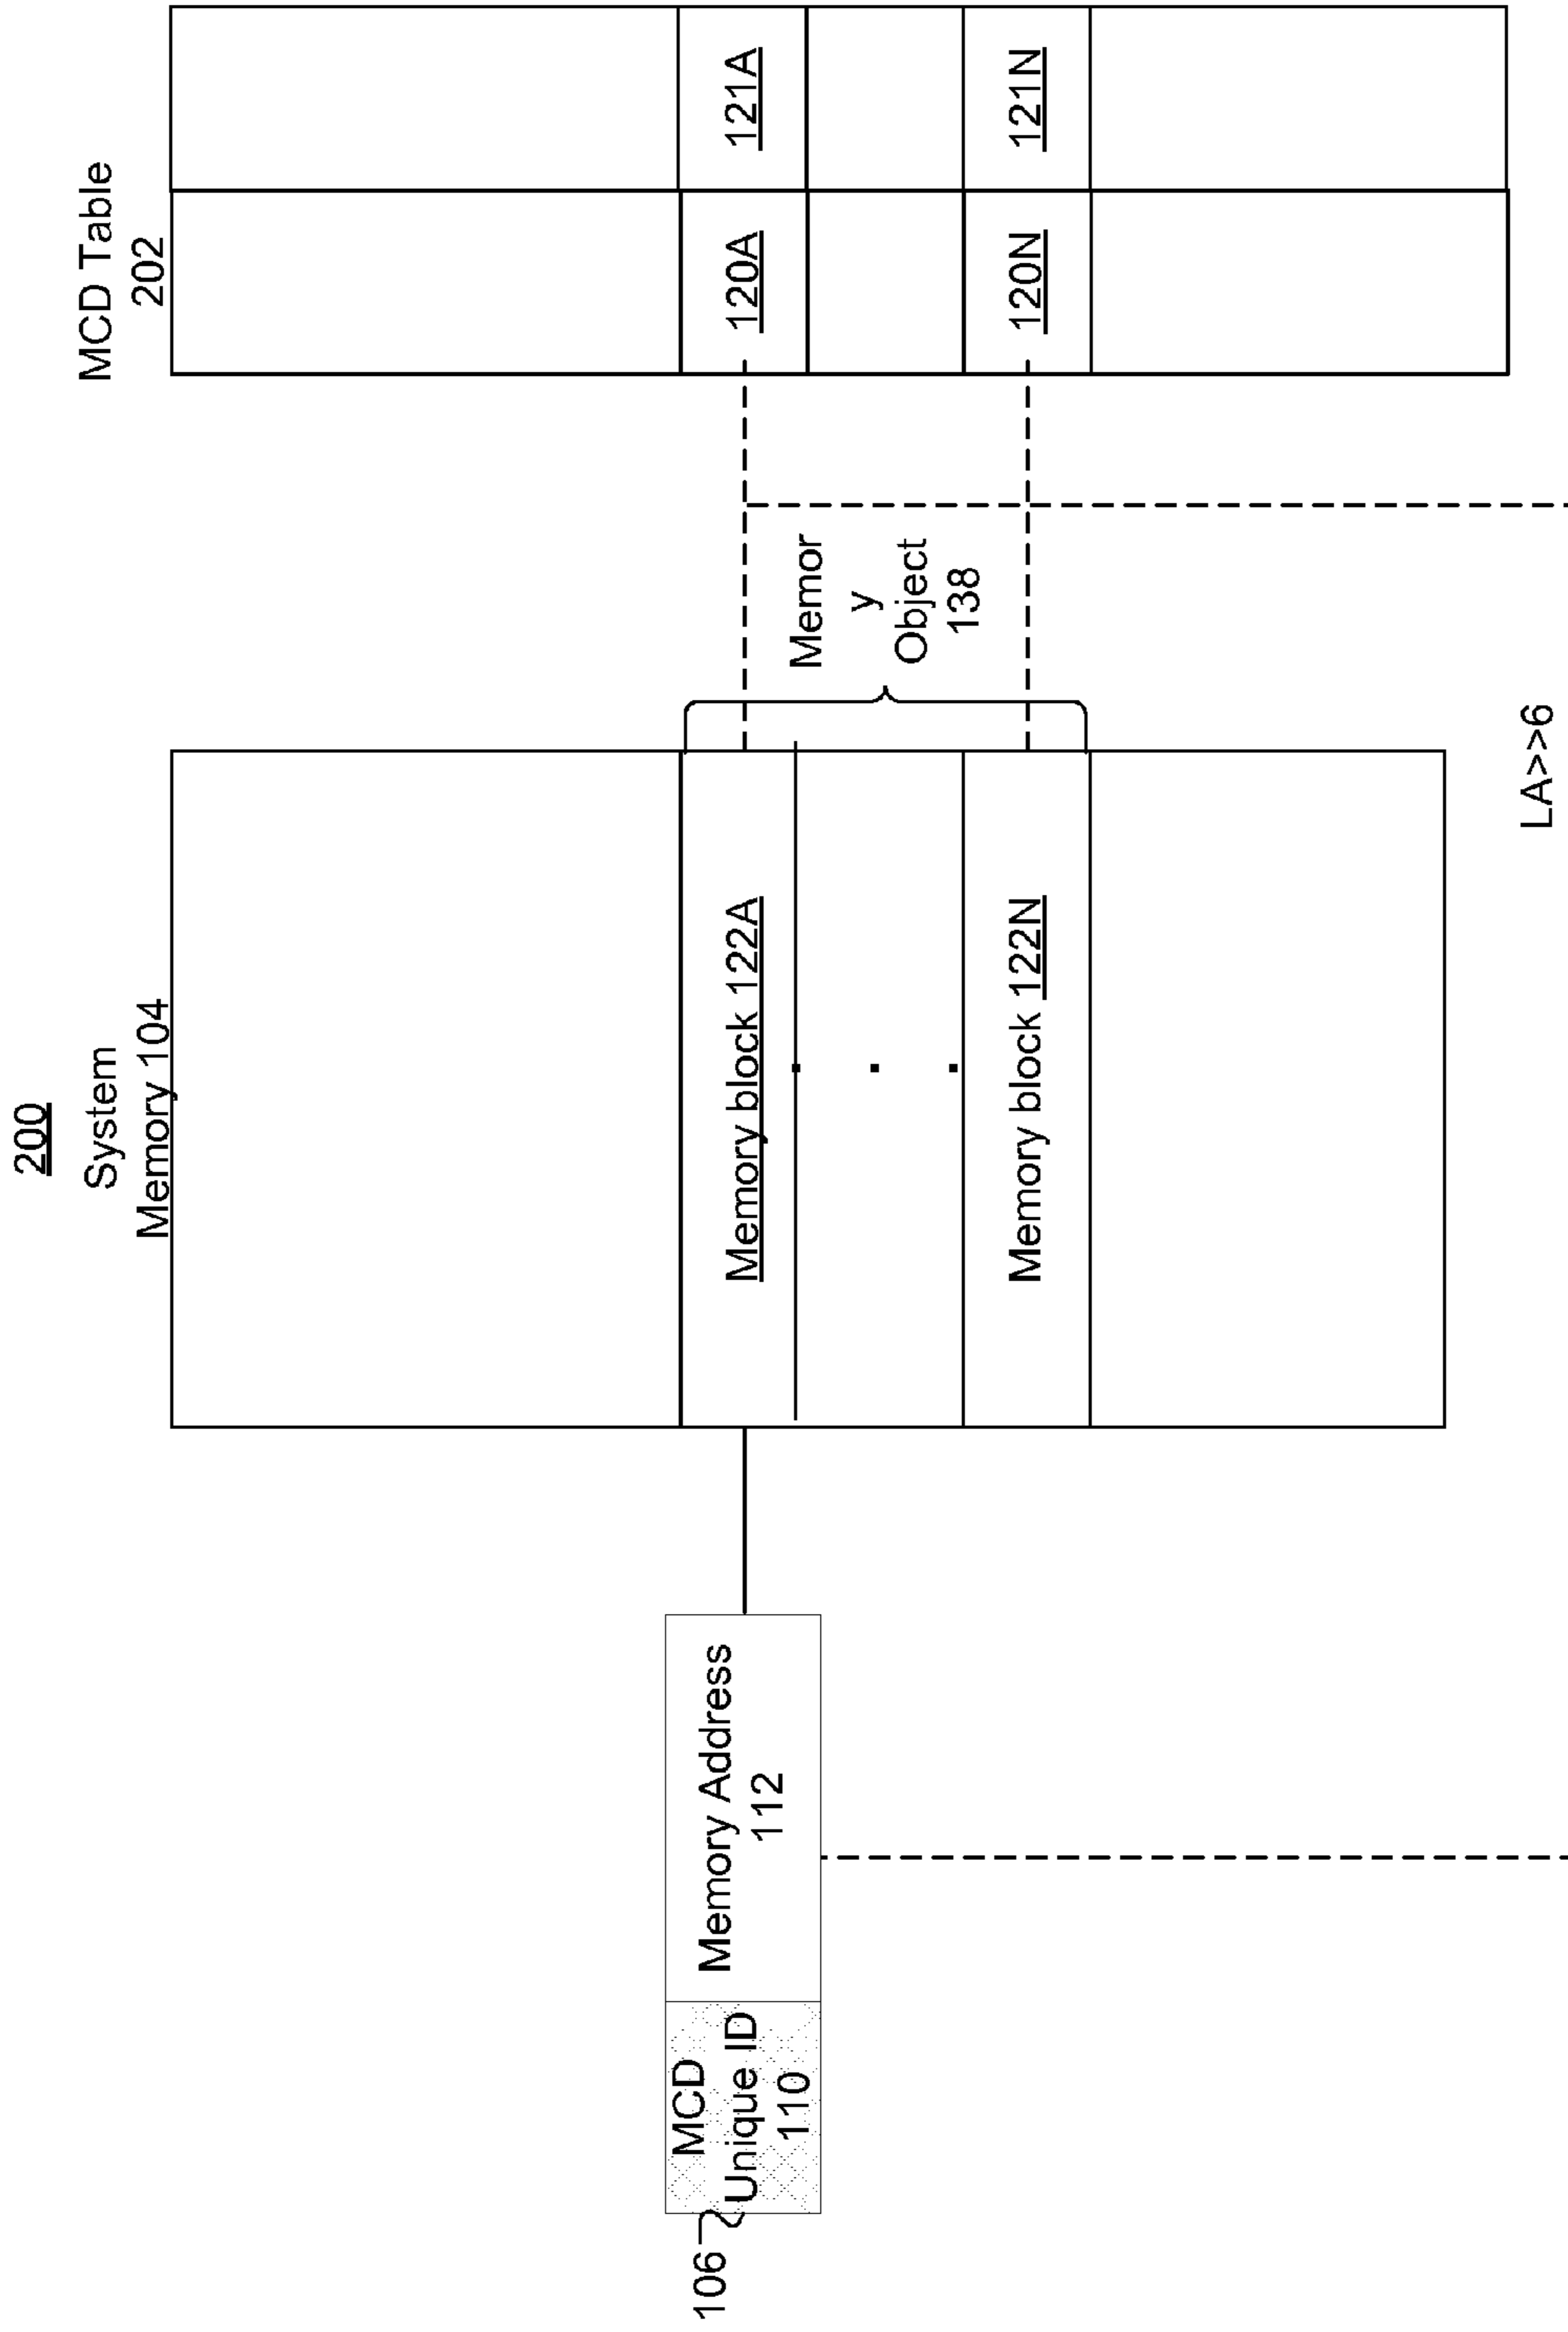 200
System
Memory 104
MCD Table
202
106
MCD
Unique ID
110
Memory Address
112
Memory block 122A
.
.
.
Memory block 122N
Memor
y
Object
138
120A
121A
120N
121N
LA>>6